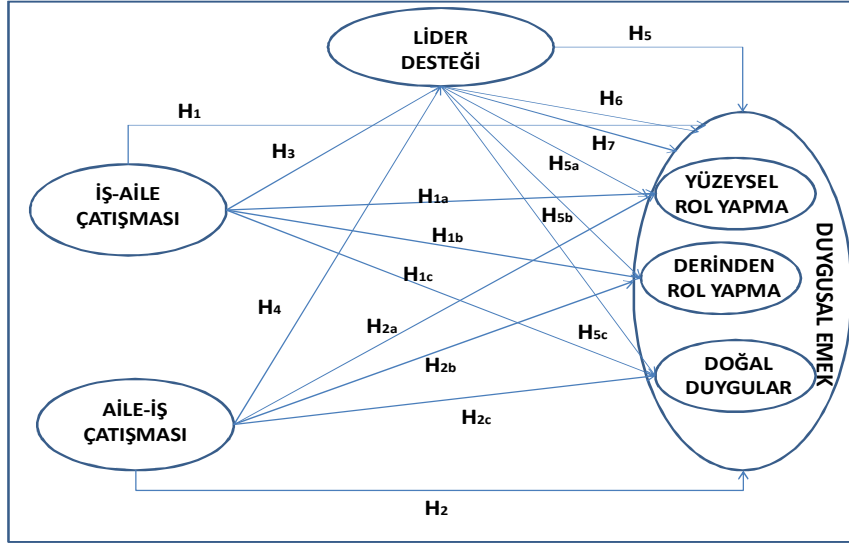 LİDER
DESTEĞİ
H5
H6
H1
H7
H3
H5a
İŞ-AİLE
ÇATIŞMASI
YÜZEYSEL
ROL YAPMA
H1a
H5b
H1b
DERİNDEN
ROL YAPMA
DUYGUSAL EMEK
H1c
H4
H2a
H5c
H2b
DOĞAL
DUYGULAR
AİLE-İŞ
ÇATIŞMASI
H2c
H2